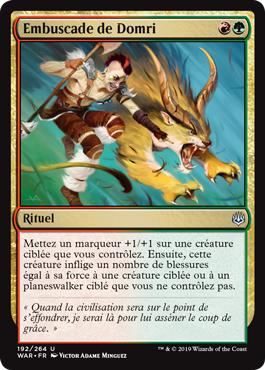 Embuscade de Domri
Rituel
Mettez un marqueur +1/+1 sur une créature
ciblée que vous contrôlez. Ensuite, cette
créature inflige un nombre de blessures
égal à sa force à une créature ciblée ou à un
planeswalker ciblé que vous ne contrôlez pas.
« Quand la civilisation sera sur le point de
s'effondrer, je serai là pour lui asséner le coup de
grâce. »
192/264 U
WAR • FR Victor Adame Minguez
™ & © 2019 Wizards of the Coast